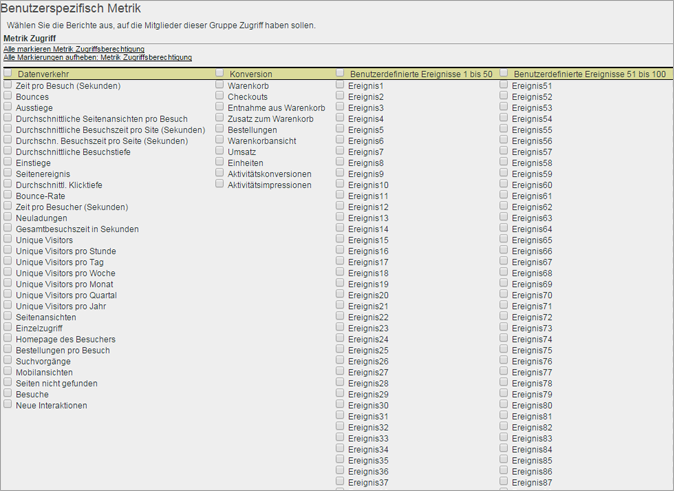 Benutzerspezifisch Metrik
Wählen Sie die Berichte aus, auf die Mitglieder dieser Gruppe Zugriff haben sollen.
Metrik Zugriff
Alle markieren Metrik Zugriffsberechtigung
Alle Markierungen aufheben: Metrik Zugriffsberechtigung
Datenverkehr Konversion Benutzerdefinierte Ereignisse 1 bis 50 Benutzerdefinierte Ereignisse 51 bis 100
Zeit pro Besuch (Sekunden) Warenkorb Ereignis1 Ereignis51
Bounces Checkouts Ereignis2 Ereignis52
Ausstiege Entnahme aus Warenkorb Ereignis3 Ereignis53
Durchschnittliche Seitenansichten pro Besuch Zusatz zum Warenkorb Ereignis4 Ereignis54
Durchschnittliche Besuchszeit pro Site (Sekunden) Bestellungen Ereignis5 Ereignis55
Durchschn. Besuchszeit pro Seite (Sekunden) Warenkorbansicht Ereignis6 Ereignis56
Durchschnittliche Besuchstiefe Umsatz Ereignis7 Ereignis57
Einstiege Einheiten Ereignis8 Ereignis58
Seitenereignis Aktivitätskonversionen Ereignis9 Ereignis59
Durchschnittl. Klicktiefe Aktivitätsimpressionen Ereignis10 Ereignis60
Bounce-Rate Ereignis11 Ereignis61
Zeit pro Besucher (Sekunden) Ereignis12 Ereignis62
Neuladungen Ereignis13 Ereignis63
Gesamtbesuchszeit in Sekunden Ereignis14 Ereignis64
Unique Visitors Ereignis15 Ereignis65
Unique Visitors pro Stunde Ereignis16 Ereignis66
Unique Visitors pro Tag Ereignis17 Ereignis67
Unique Visitors pro Woche Ereignis18 Ereignis68
Unique Visitors pro Monat Ereignis19 Ereignis69
Unique Visitors pro Quartal Ereignis20 Ereignis70
Unique Visitors pro Jahr Ereignis21 Ereignis71
Seitenansichten Ereignis22 Ereignis72
Einzelzugriff Ereignis23 Ereignis73
Homepage des Besuchers Ereignis24 Ereignis74
Bestellungen pro Besuch Ereignis25 Ereignis75
Suchvorgänge Ereignis26 Ereignis76
Mobilansichten Ereignis27 Ereignis77
Seiten nicht gefunden Ereignis28 Ereignis78
Besuche Ereignis29 Ereignis79
Neue Interaktionen Ereignis30 Ereignis80
Ereignis31 Ereignis81
Ereignis32 Ereignis82
Ereignis33 Ereignis83
Ereignis34 Ereignis84
Ereignis35 Ereignis85
Ereignis36 Ereignis86
Ereignis37 Ereignis87